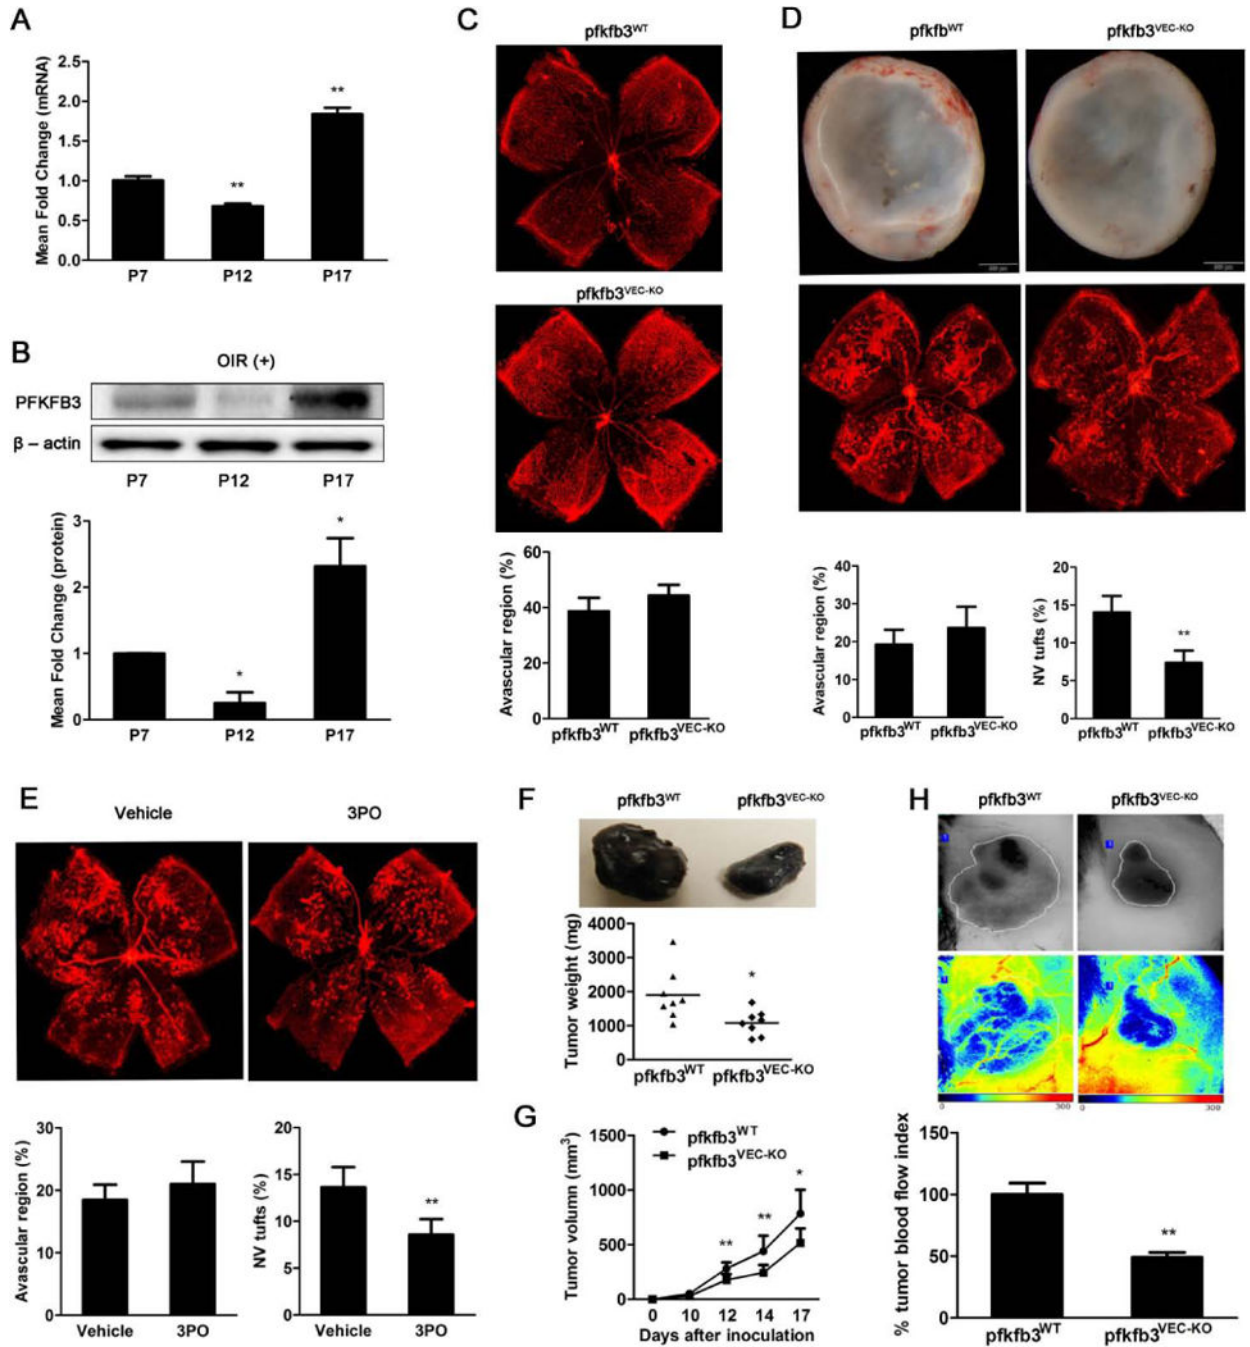 A
Mean Fold Change (mRNA)
2.5
2.0
1.5
1.0
0.5
0.0
**
**
P7 P12 P17
B
OIR (+)
PFKFB3
β – actin
P7 P12 P17
Mean Fold Change (protein)
3
2
1
0
*
*
P7 P12 P17
C
pfkfb3WT
pfkfb3VEC-KO
Avascular region (%)
60
40
20
0
pfkfb3WT pfkfb3VEC-KO
D
pfkfbWT pfkfb3VEC-KO
Avascular region (%)
40
30
20
10
0
pfkfb3WT pfkfb3VEC-KO
NV tufts (%)
20
15
10
5
0
**
pfkfb3WT pfkfb3VEC-KO
E
Vehicle 3PO
Avascular region (%)
30
20
10
0
Vehicle 3PO
NV tufts (%)
20
15
10
5
0
**
Vehicle 3PO
F
pfkfb3WT pfkfb3VEC-KO
Tumor weight (mg)
4000
3000
2000
1000
0
*
pfkfb3WT pfkfb3VEC-KO
G
Tumor volumn (mm3)
1500
1000
500
0
pfkfb3WT
pfkfb3VEC-KO
** ** *
0 10 12 14 17
Days after inoculation
H
pfkfb3WT pfkfb3VEC-KO
1 1
1 1
0 300 0 300
% tumor blood flow index
150
100
50
0
**
pfkfb3WT pfkfb3VEC-KO